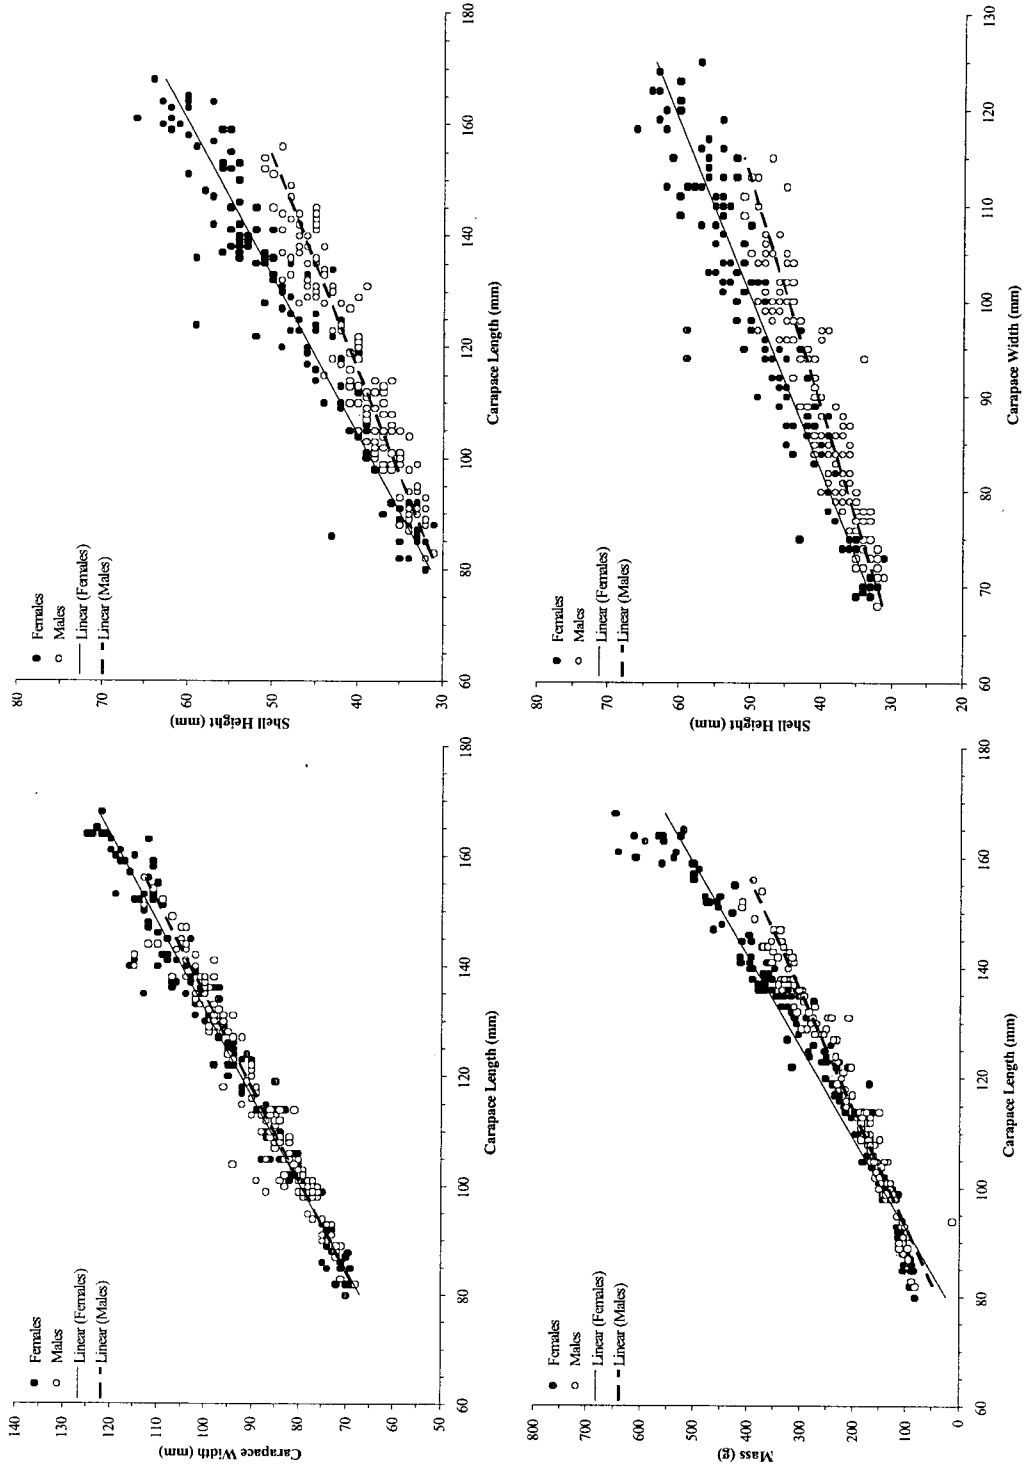 140
130
120
110
100
90
80
70
60
50
Carapace Width (mm)
Females
Males
Linear (Females)
Linear (Males)
60
80
100
120
140
160
180
Carapace Length (mm)
80
70
60
50
40
30
Shell Height (mm)
Females
Males
Linear (Females)
Linear (Males)
60
80
100
120
140
160
180
Carapace Length (mm)
800
700
600
500
400
300
200
100
0
Mass (g)
Females
Males
Linear (Females)
Linear (Males)
60
80
100
120
140
160
180
Carapace Length (mm)
80
70
60
50
40
30
20
Shell Height (mm)
Females
Males
Linear (Females)
Linear (Males)
60
70
80
90
100
110
120
130
Carapace Width (mm)